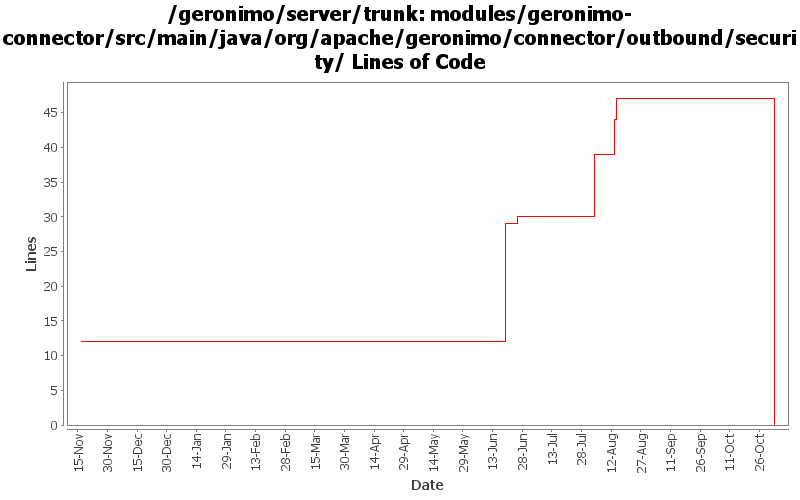 /geronimo/server/trunk: modules/geronimo-
connector/src/main/java/org/apache/geronimo/connector/outbound/securi
ty/ Lines of Code
45
40
35
30
25
20
15
10
5
0
Lines
15-Nov
30-Nov
15-Dec
30-Dec
14-Jan
29-Jan
13-Feb
28-Feb
15-Mar
30-Mar
14-Apr
29-Apr
14-May
29-May
13-Jun
28-Jun
13-Jul
28-Jul
12-Aug
27-Aug
11-Sep
26-Sep
11-Oct
26-Oct
Date